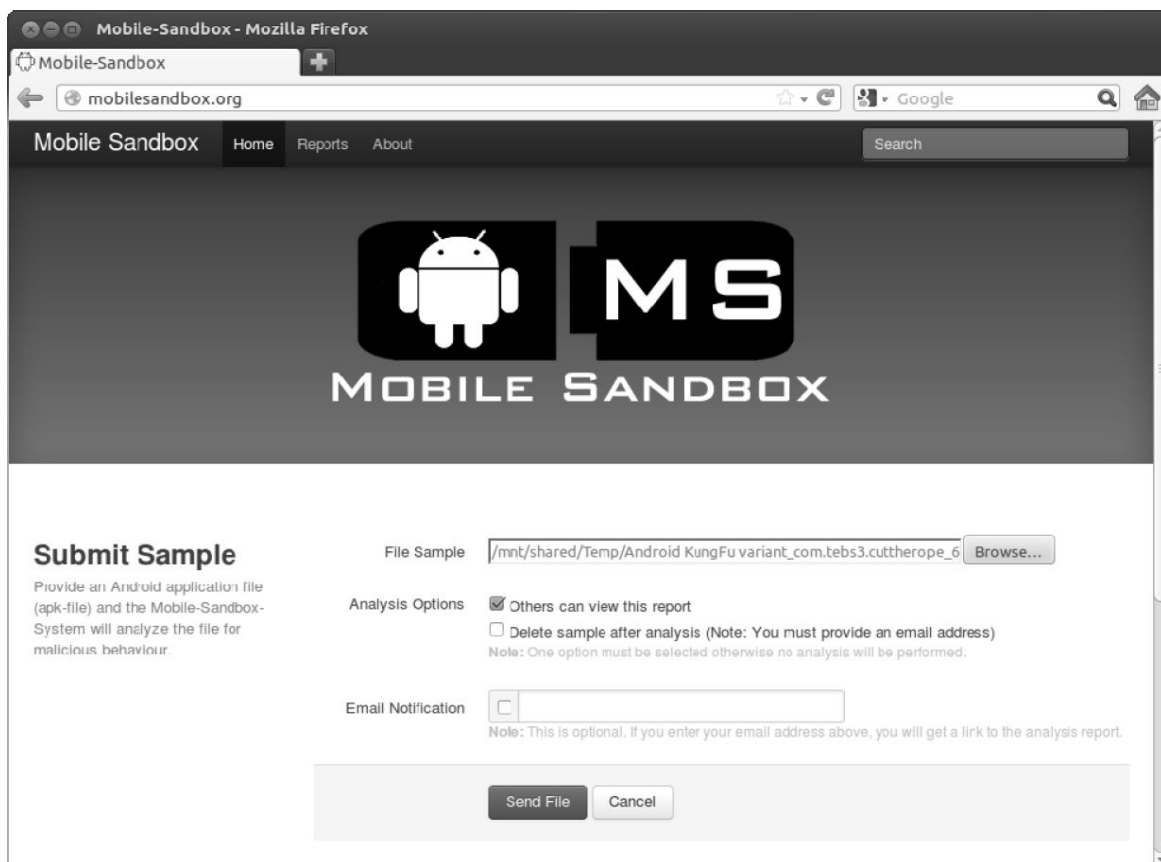 Mobile-Sandbox - Mozilla Firefox
Mobile-Sandbox
mobilesandbox.org
Google
Mobile Sandbox Home Reports About Search
MS
MOBILE SANDBOX
Submit Sample
Provide an Android application file
(apk-file) and the Mobile-Sandbox-
System will analyze the file for
malicious behaviour.
File Sample /mnt/shared/Temp/Android KungFu variant_com.tebs3.cuttherope_6 Browse...
Analysis Options Others can view this report
Delete sample after analysis (Note: You must provide an email address)
Note: One option must be selected otherwise no analysis will be performed.
Email Notification
Note: This is optional. If you enter your email address above, you will get a link to the analysis report.
Send File Cancel